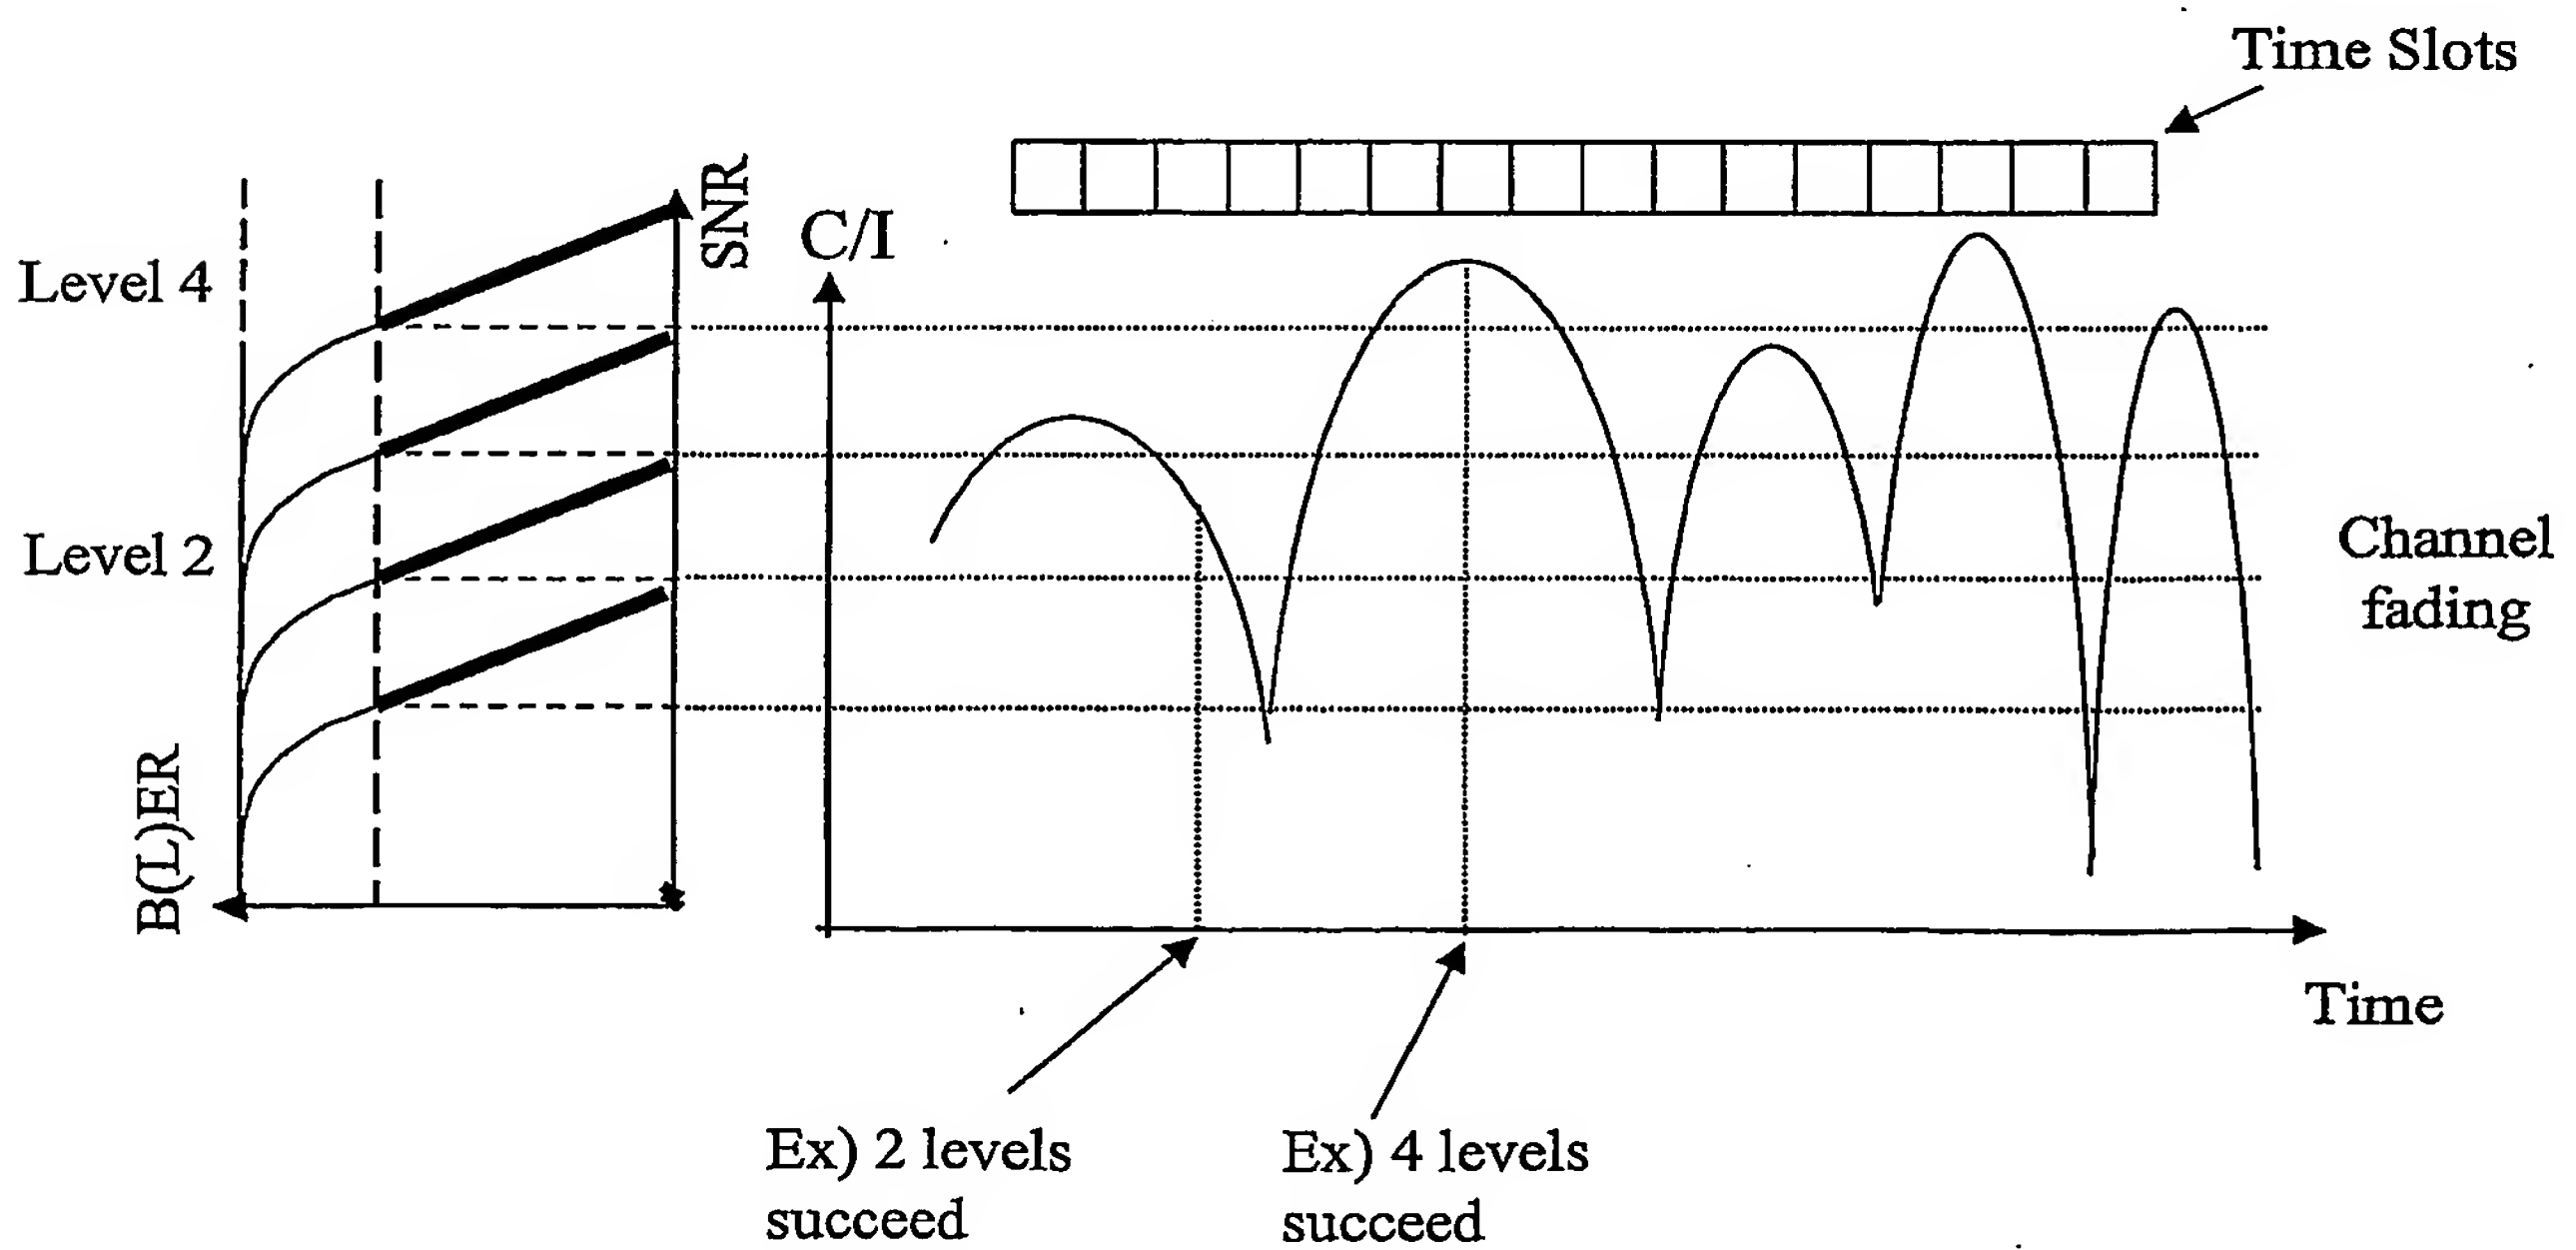 Time Slots
SNR
C/I
Level 4
Level 2
B(L)ER
Channel
fading
Time
Ex) 2 levels
succeed
Ex) 4 levels
succeed